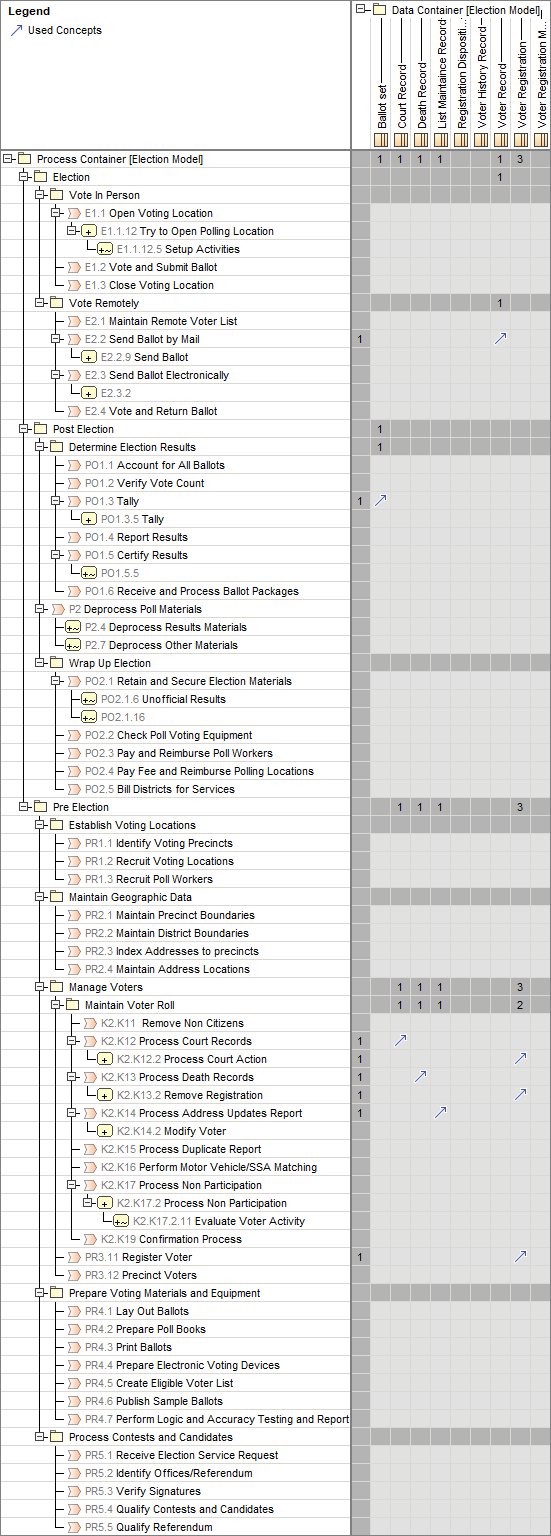 Legend
Used Concepts
Data Container [Election Model]
Ballot set
Court Record
Death Record
List Maintaince Record
Registration Dispositi...
Voter History Record
Voter Record
Voter Registration
Voter Registration M...
Process Container [Election Model] 1 1 1 1 1 3
Election 1
Vote In Person
E1.1 Open Voting Location
E1.1.12 Try to Open Polling Location
E1.1.12.5 Setup Activities
E1.2 Vote and Submit Ballot
E1.3 Close Voting Location
Vote Remotely 1
E2.1 Maintain Remote Voter List
E2.2 Send Ballot by Mail 1
E2.2.9 Send Ballot
E2.3 Send Ballot Electronically
E2.3.2
E2.4 Vote and Return Ballot
Post Election 1
Determine Election Results 1
PO1.1 Account for All Ballots
PO1.2 Verify Vote Count
PO1.3 Tally 1
PO1.3.5 Tally
PO1.4 Report Results
PO1.5 Certify Results
PO1.5.5
PO1.6 Receive and Process Ballot Packages
P2 Deprocess Poll Materials
P2.4 Deprocess Results Materials
P2.7 Deprocess Other Materials
Wrap Up Election
PO2.1 Retain and Secure Election Materials
PO2.1.6 Unofficial Results
PO2.1.16
PO2.2 Check Poll Voting Equipment
PO2.3 Pay and Reimburse Poll Workers
PO2.4 Pay Fee and Reimburse Polling Locations
PO2.5 Bill Districts for Services
Pre Election 1 1 1 3
Establish Voting Locations
PR1.1 Identify Voting Precincts
PR1.2 Recruit Voting Locations
PR1.3 Recruit Poll Workers
Maintain Geographic Data
PR2.1 Maintain Precinct Boundaries
PR2.2 Maintain District Boundaries
PR2.3 Index Addresses to precincts
PR2.4 Maintain Address Locations
Manage Voters 1 1 1 3
Maintain Voter Roll 1 1 1 2
K2.K11 Remove Non Citizens
K2.K12 Process Court Records 1
K2.K12.2 Process Court Action 1
K2.K13 Process Death Records 1
K2.K13.2 Remove Registration 1
K2.K14 Process Address Updates Report 1
K2.K14.2 Modify Voter
K2.K15 Process Duplicate Report
K2.K16 Perform Motor Vehicle/SSA Matching
K2.K17 Process Non Participation
K2.K17.2 Process Non Participation
K2.K17.2.11 Evaluate Voter Activity
K2.K19 Confirmation Process
PR3.11 Register Voter 1
PR3.12 Precinct Voters
Prepare Voting Materials and Equipment
PR4.1 Lay Out Ballots
PR4.2 Prepare Poll Books
PR4.3 Print Ballots
PR4.4 Prepare Electronic Voting Devices
PR4.5 Create Eligible Voter List
PR4.6 Publish Sample Ballots
PR4.7 Perform Logic and Accuracy Testing and Report
Process Contests and Candidates
PR5.1 Receive Election Service Request
PR5.2 Identify Offices/Referendum
PR5.3 Verify Signatures
PR5.4 Qualify Contests and Candidates
PR5.5 Qualify Referendum